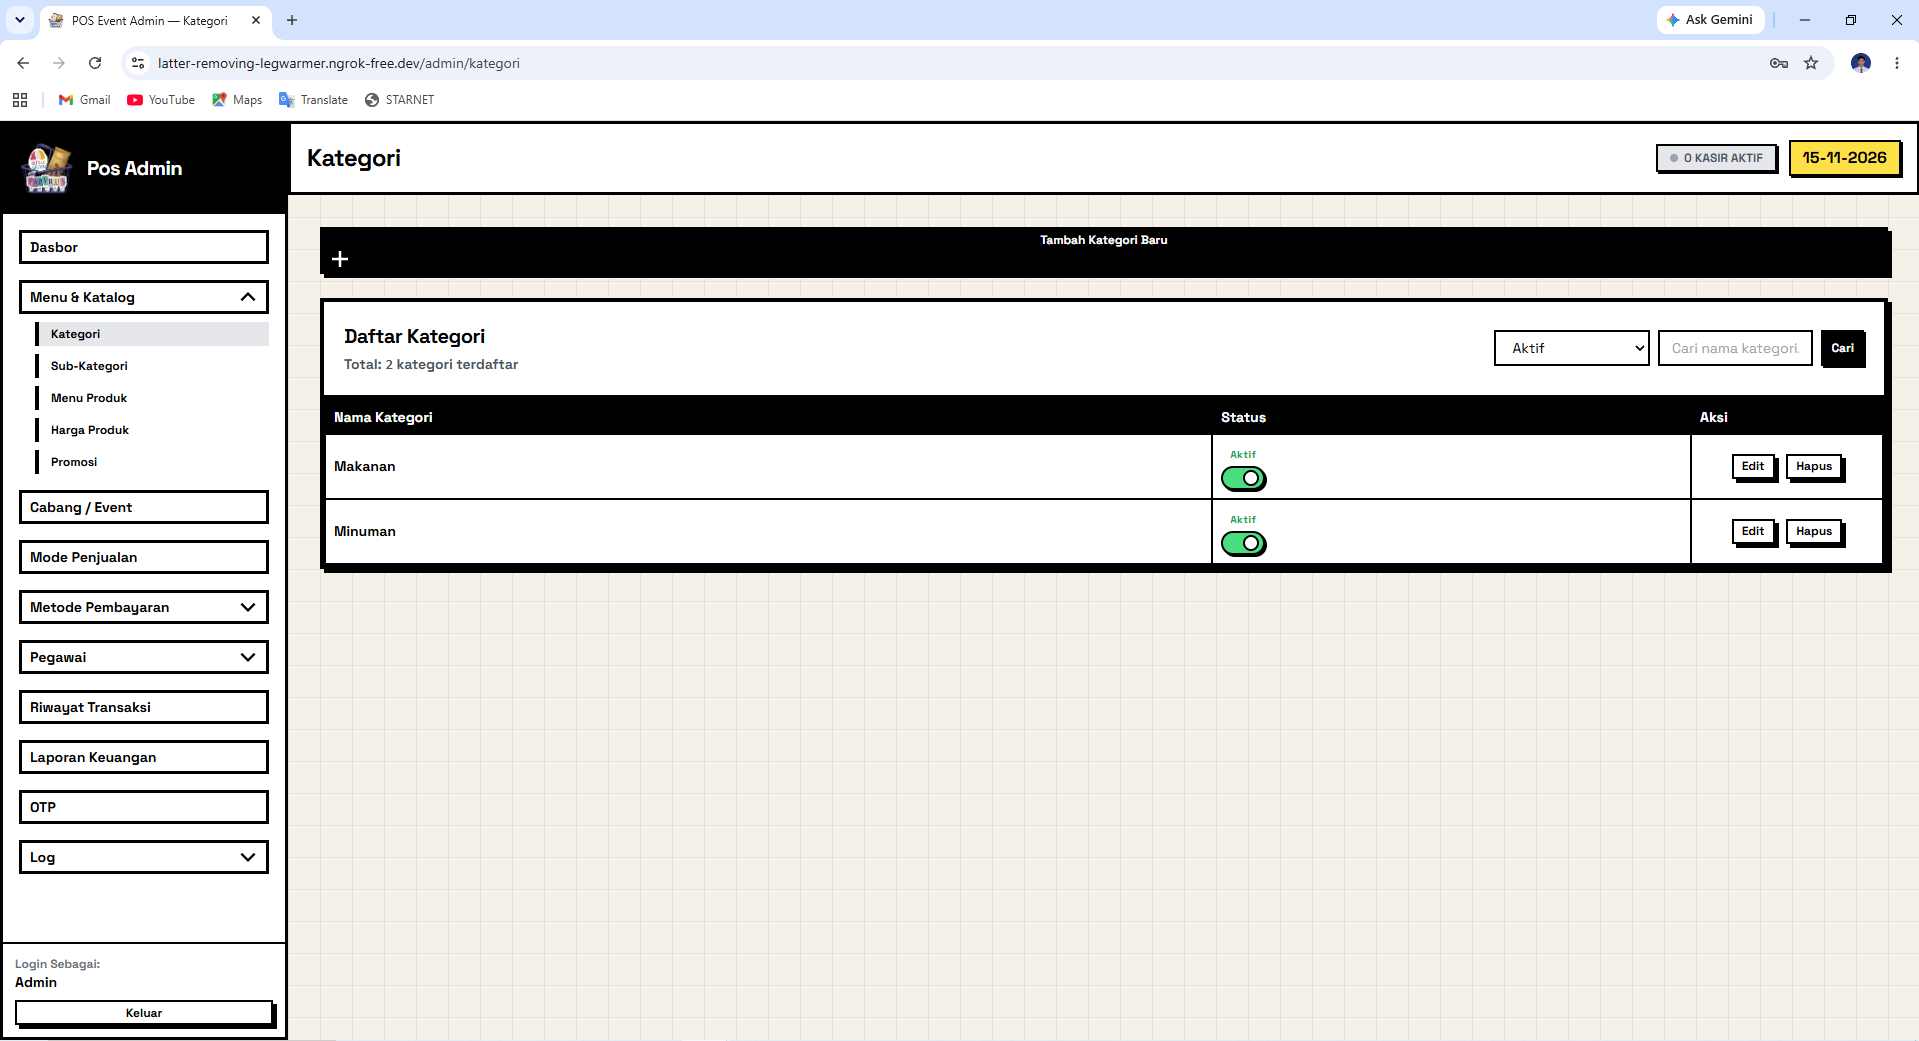 POS Event Admin — Kategori
Ask Gemini
latter-removing-legwarmer.ngrok-free.dev/admin/kategori
Gmail
YouTube
Maps
Translate
STARNET
Pos Admin
Kategori
0 KASIR AKTIF
15-11-2026
Dasbor
Menu & Katalog
Kategori
Sub-Kategori
Menu Produk
Harga Produk
Promosi
Cabang / Event
Mode Penjualan
Metode Pembayaran
Pegawai
Riwayat Transaksi
Laporan Keuangan
OTP
Log
Login Sebagai:
Admin
Keluar
Tambah Kategori Baru
Daftar Kategori
Total: 2 kategori terdaftar
Aktif
Cari nama kategori.
Cari
Nama Kategori Status Aksi
Makanan
Aktif
Edit Hapus
Minuman
Aktif
Edit Hapus